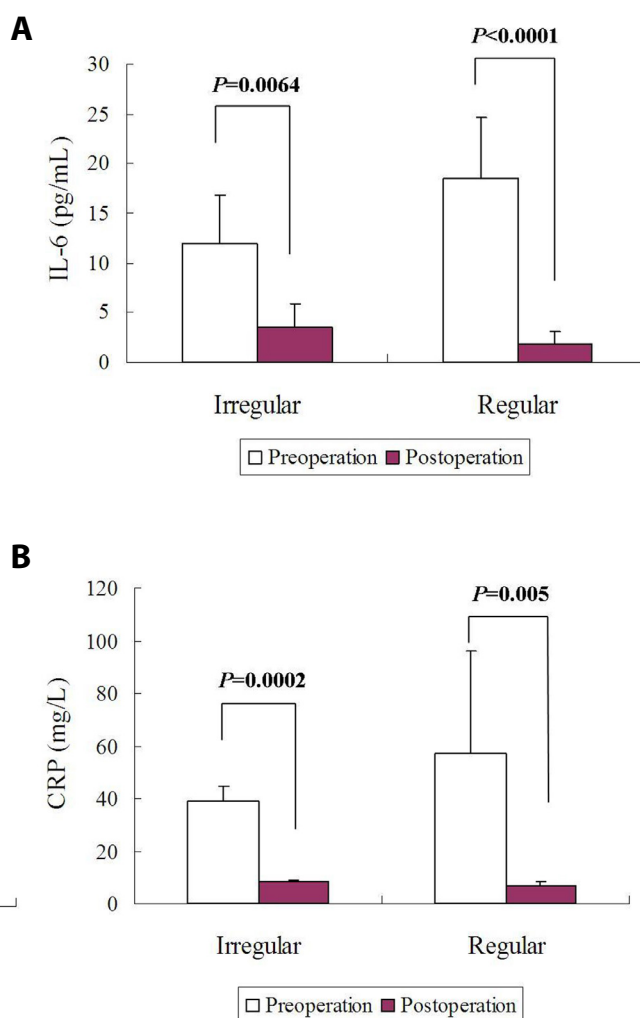 A
P=0.0064
P<0.0001
IL-6 (pg/mL)
30
25
20
15
10
5
0
Irregular
Regular
Preoperation
Postoperation
B
P=0.0002
P=0.005
CRP (mg/L)
120
100
80
60
40
20
0
Irregular
Regular
Preoperation
Postoperation